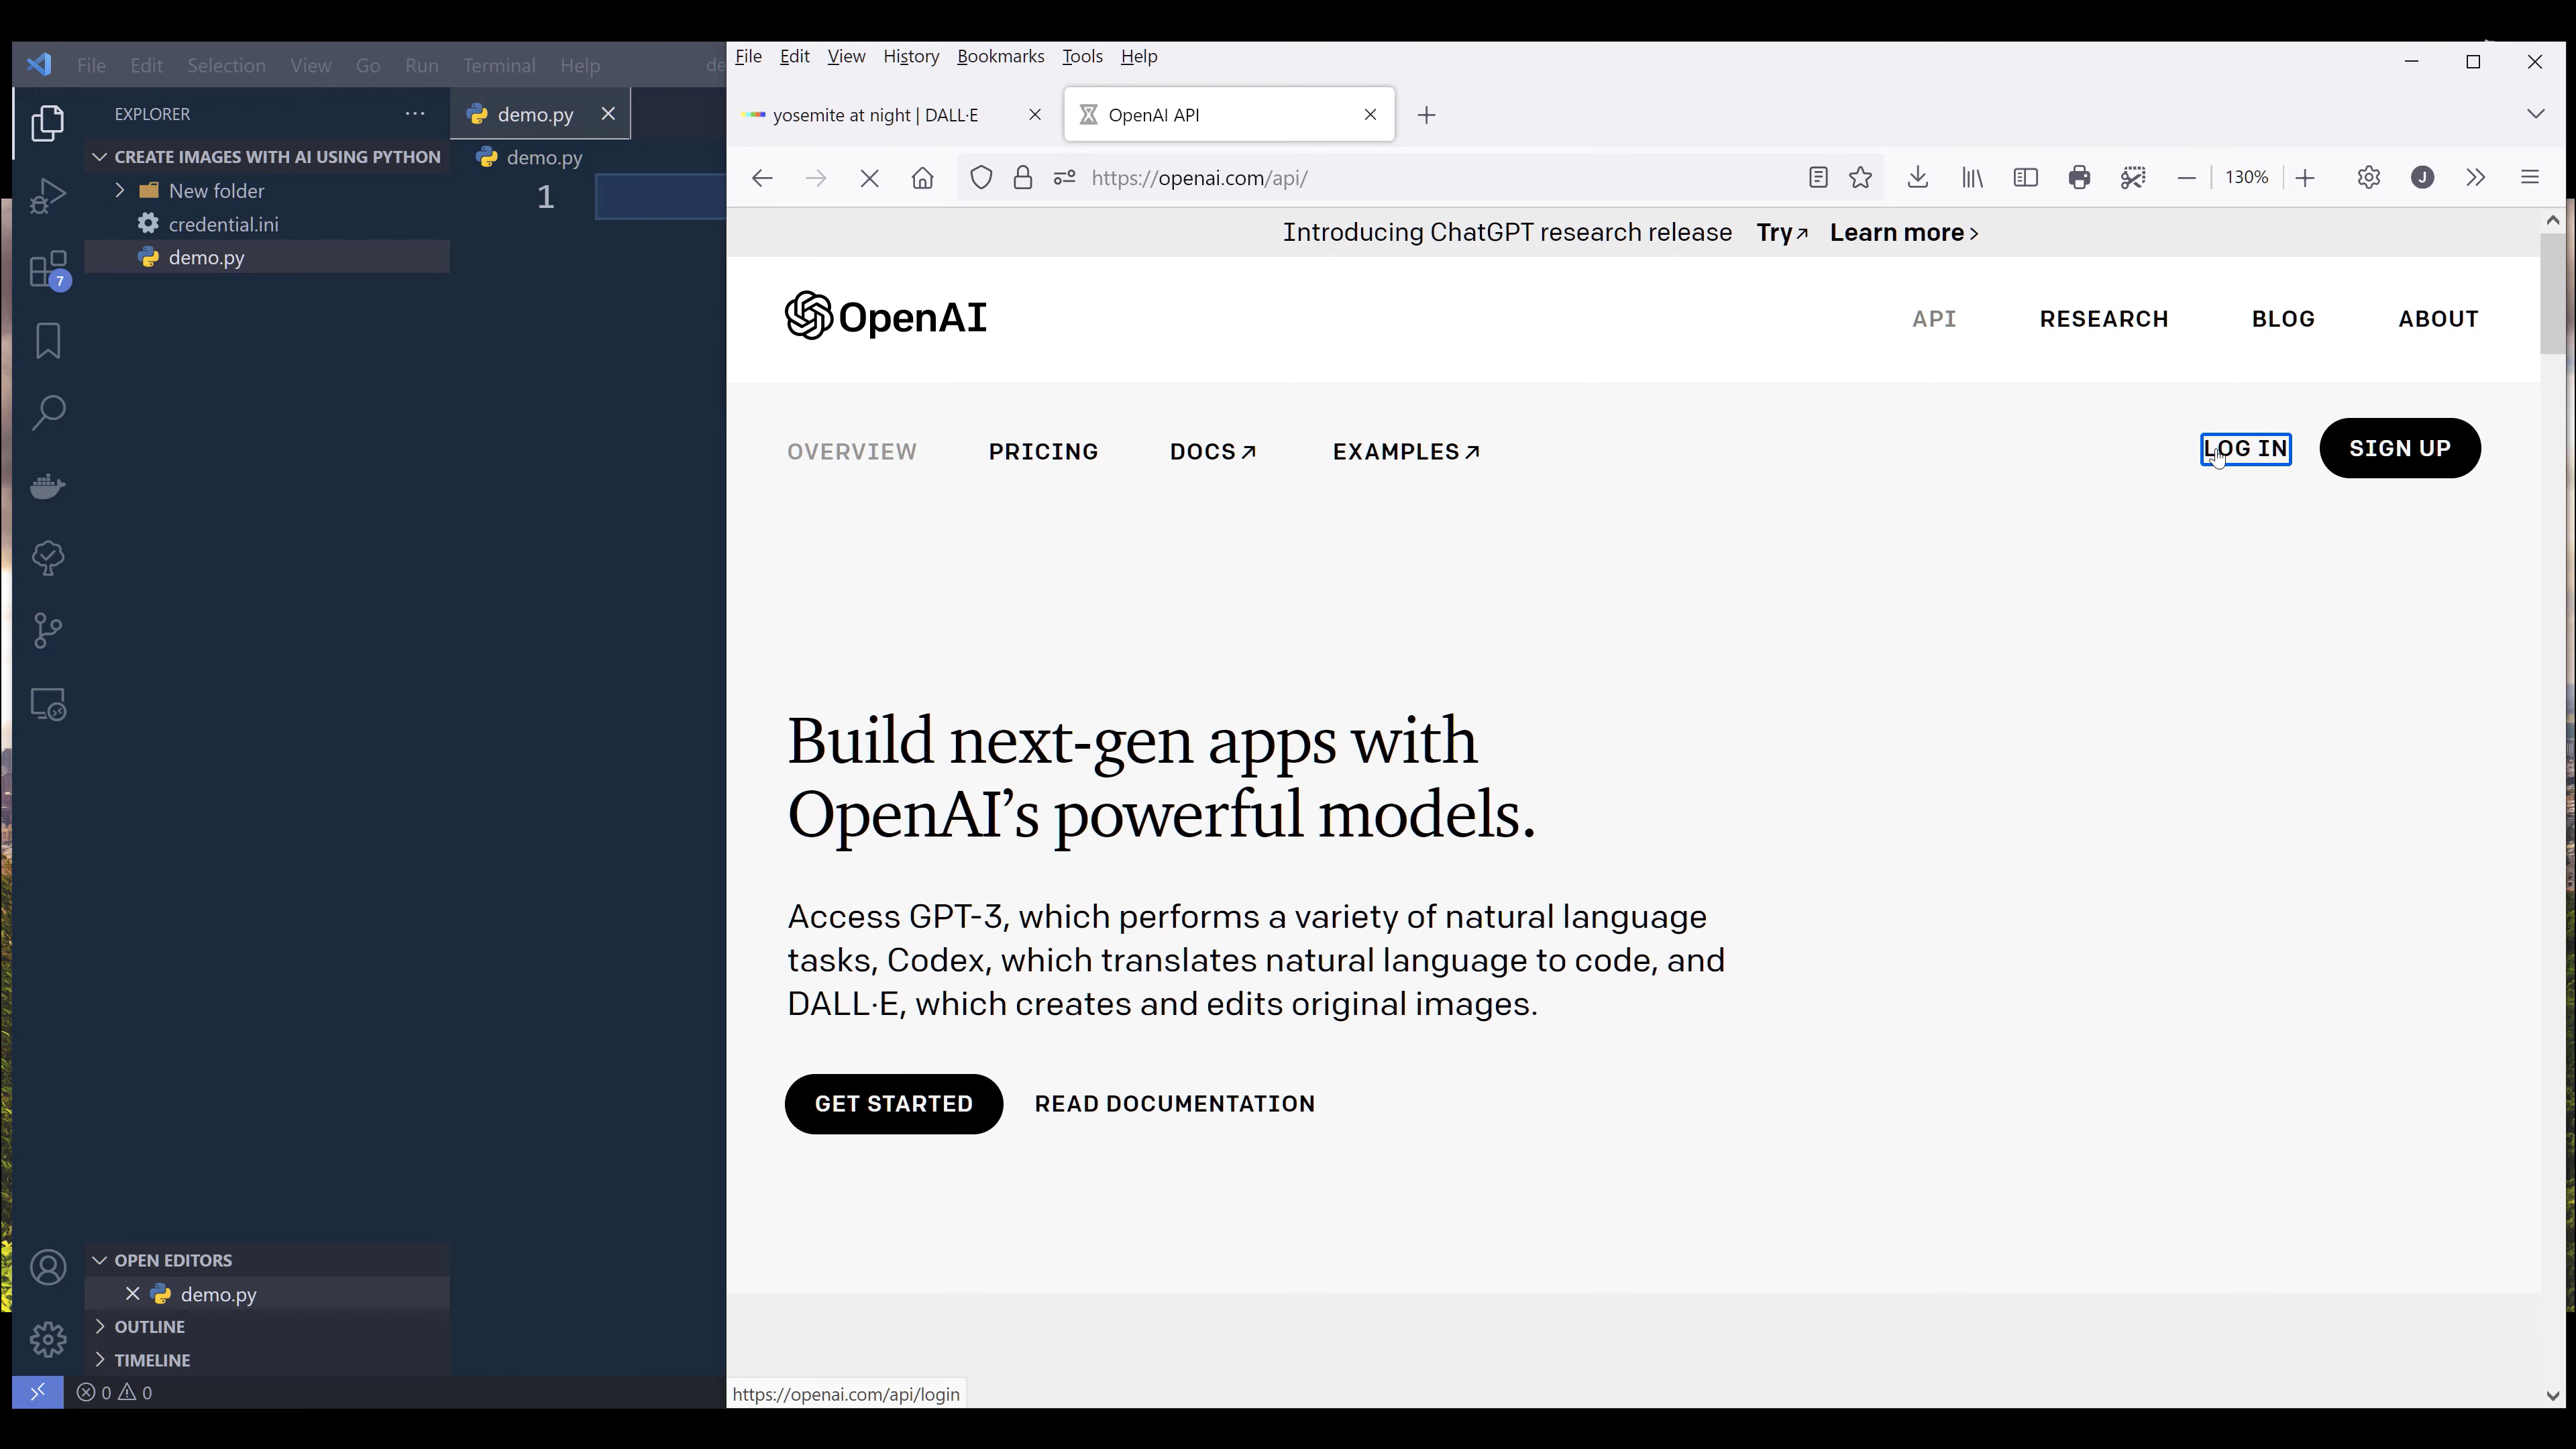 File Edit Selection View Go Run Terminal Help de
EXPLORER
CREATE IMAGES WITH AI USING PYTHON
New folder
credential.ini
demo.py
7
demo.py
demo.py
1
OPEN EDITORS
demo.py
OUTLINE
TIMELINE
0 0
File Edit View History Bookmarks Tools Help
yosemite at night | DALL·E
OpenAI API
https://openai.com/api/
130%
J
Introducing ChatGPT research release Try↗ Learn more ›
OpenAI
API RESEARCH BLOG ABOUT
OVERVIEW PRICING DOCS↗ EXAMPLES↗
LOG IN SIGN UP
Build next-gen apps with
OpenAI’s powerful models.
Access GPT-3, which performs a variety of natural language
tasks, Codex, which translates natural language to code, and
DALL·E, which creates and edits original images.
GET STARTED READ DOCUMENTATION
https://openai.com/api/login